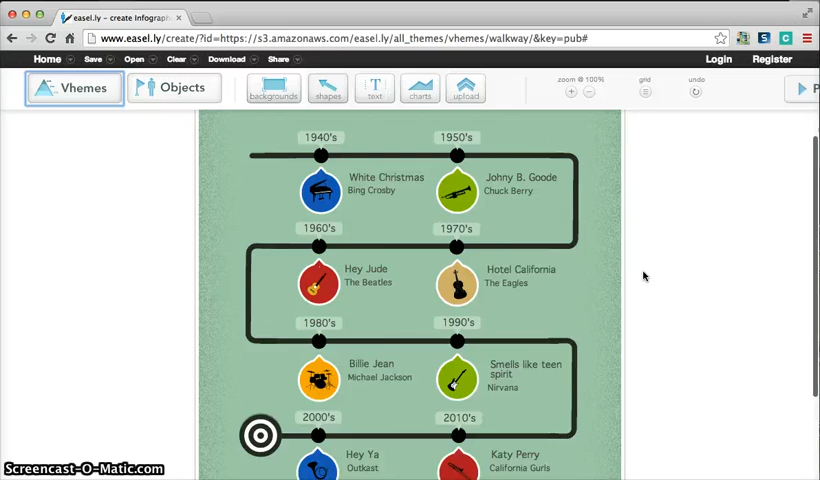 easel.ly - create Infograph
www.easel.ly/create/?id=https://s3.amazonaws.com/easel.ly/all_themes/vhemes/walkway/&key=pub#
Home Save Open Clear Download Share Login Register
Vhemes Objects backgrounds shapes text charts upload zoom @ 100% grid undo P
1940's 1950's
White Christmas Johny B. Goode
Bing Crosby Chuck Berry
1960's 1970's
Hey Jude Hotel California
The Beatles The Eagles
1980's 1990's
Billie Jean Smells like teen
Michael Jackson spirit
Nirvana
2000's 2010's
Hey Ya Katy Perry
Outkast California Gurls
Screencast-O-Matic.com